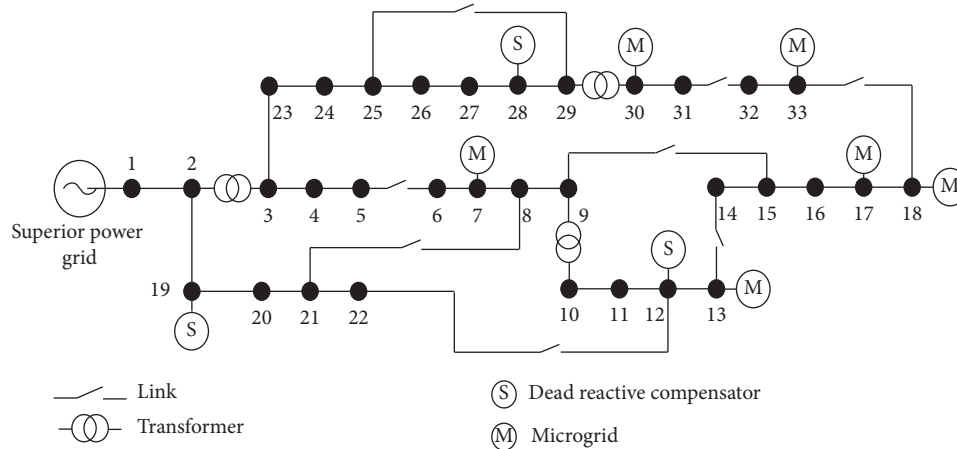 S
M
M
23
24
25
26
27
28
29
30
31
32
33
1
2
M
M
M
3
4
5
6
7
8
9
14
15
16
17
18
Superior power
grid
19
S
20
21
22
S
M
10
11
12
13
Link
Transformer
S Dead reactive compensator
M Microgrid